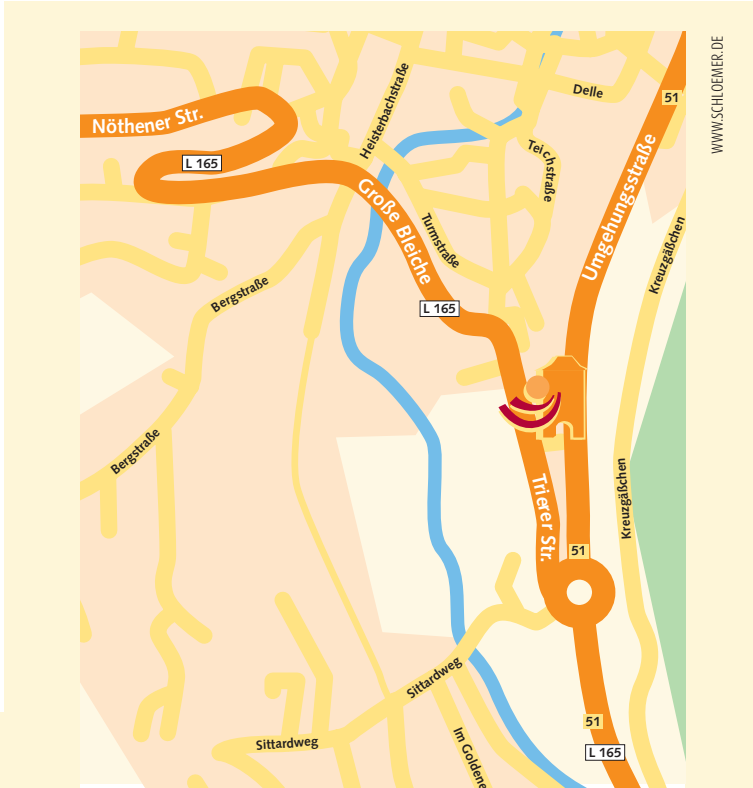 WWW.SCHLOEMER.DE
Delle
51
Heisterbachstraße
Nöthener Str.
L 165
Teichstraße
Umgehungsstraße
Große Bleiche
Turmstraße
Kreuzgäßchen
Bergstraße
L 165
Bergstraße
Kreuzgäßchen
Trierer Str.
51
Sittardweg
51
Sittardweg
Im Goldene
L 165